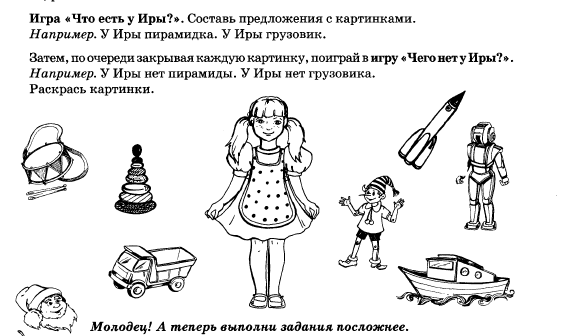 Игра «Что есть у Иры?». Составь предложения с картинками.
Например. У Иры пирамидка. У Иры грузовик.
Затем, по очереди закрывая каждую картинку, поиграй в игру «Чего нет у Иры?».
Например. У Иры нет пирамиды. У Иры нет грузовика.
Раскрась картинки.
Молодец! А теперь выполни задания посложнее.